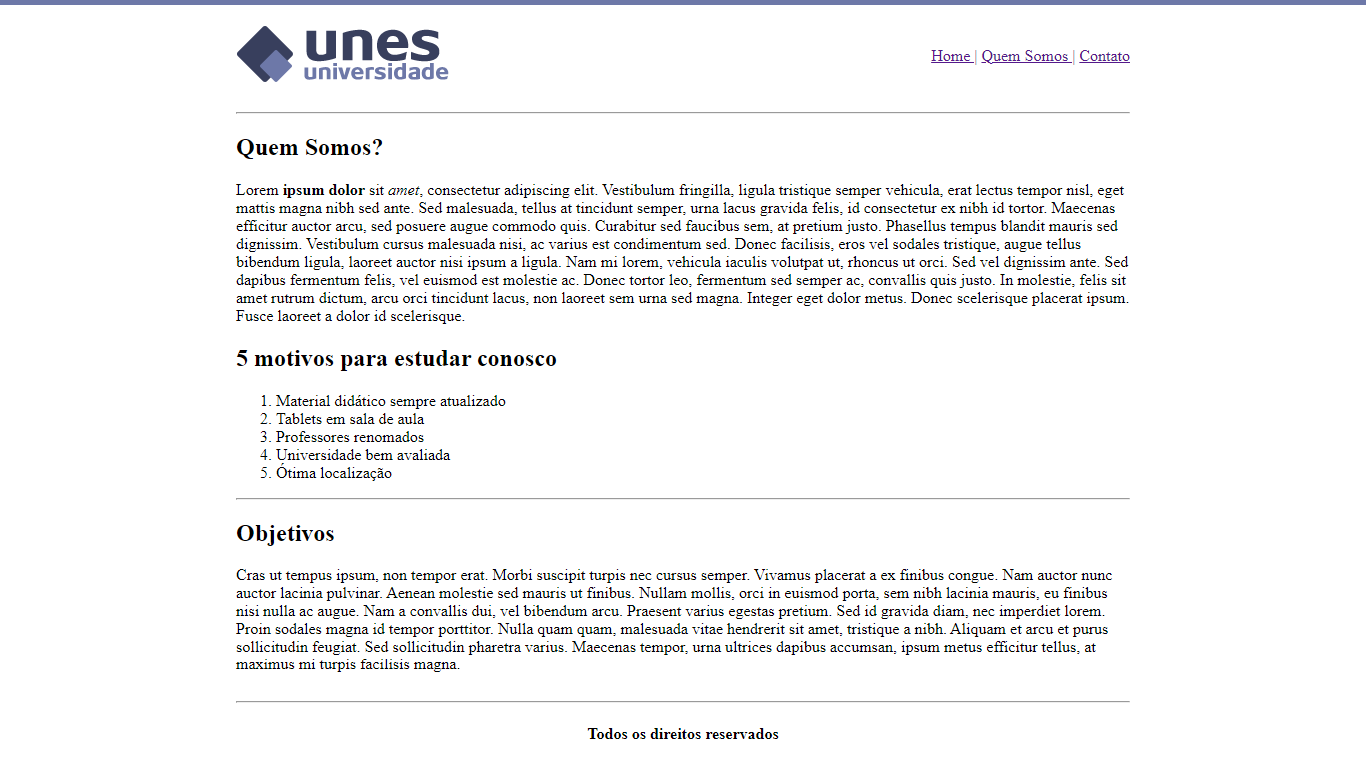 unes
universidade
Home | Quem Somos | Contato
Quem Somos?
Lorem ipsum dolor sit amet, consectetur adipiscing elit. Vestibulum fringilla, ligula tristique semper vehicula, erat lectus tempor nisl, eget
mattis magna nibh sed ante. Sed malesuada, tellus at tincidunt semper, urna lacus gravida felis, id consectetur ex nibh id tortor. Maecenas
efficitur auctor arcu, sed posuere augue commodo quis. Curabitur sed faucibus sem, at pretium justo. Phasellus tempus blandit mauris sed
dignissim. Vestibulum cursus malesuada nisi, ac varius est condimentum sed. Donec facilisis, eros vel sodales tristique, augue tellus
bibendum ligula, laoreet auctor nisi ipsum a ligula. Nam mi lorem, vehicula iaculis volutpat ut, rhoncus ut orci. Sed vel dignissim ante. Sed
dapibus fermentum felis, vel euismod est molestie ac. Donec tortor leo, fermentum sed semper ac, convallis quis justo. In molestie, felis sit
amet rutrum dictum, arcu orci tincidunt lacus, non laoreet sem urna sed magna. Integer eget dolor metus. Donec scelerisque placerat ipsum.
Fusce laoreet a dolor id scelerisque.
5 motivos para estudar conosco
1. Material didático sempre atualizado
2. Tablets em sala de aula
3. Professores renomados
4. Universidade bem avaliada
5. Ótima localização
Objetivos
Cras ut tempus ipsum, non tempor erat. Morbi suscipit turpis nec cursus semper. Vivamus placerat a ex finibus congue. Nam auctor nunc
auctor lacinia pulvinar. Aenean molestie sed mauris ut finibus. Nullam mollis, orci in euismod porta, sem nibh lacinia mauris, eu finibus
nisi nulla ac augue. Nam a convallis dui, vel bibendum arcu. Praesent varius egestas pretium. Sed id gravida diam, nec imperdiet lorem.
Proin sodales magna id tempor porttitor. Nulla quam quam, malesuada vitae hendrerit sit amet, tristique a nibh. Aliquam et arcu et purus
sollicitudin feugiat. Sed sollicitudin pharetra varius. Maecenas tempor, urna ultrices dapibus accumsan, ipsum metus efficitur tellus, at
maximus mi turpis facilisis magna.
Todos os direitos reservados